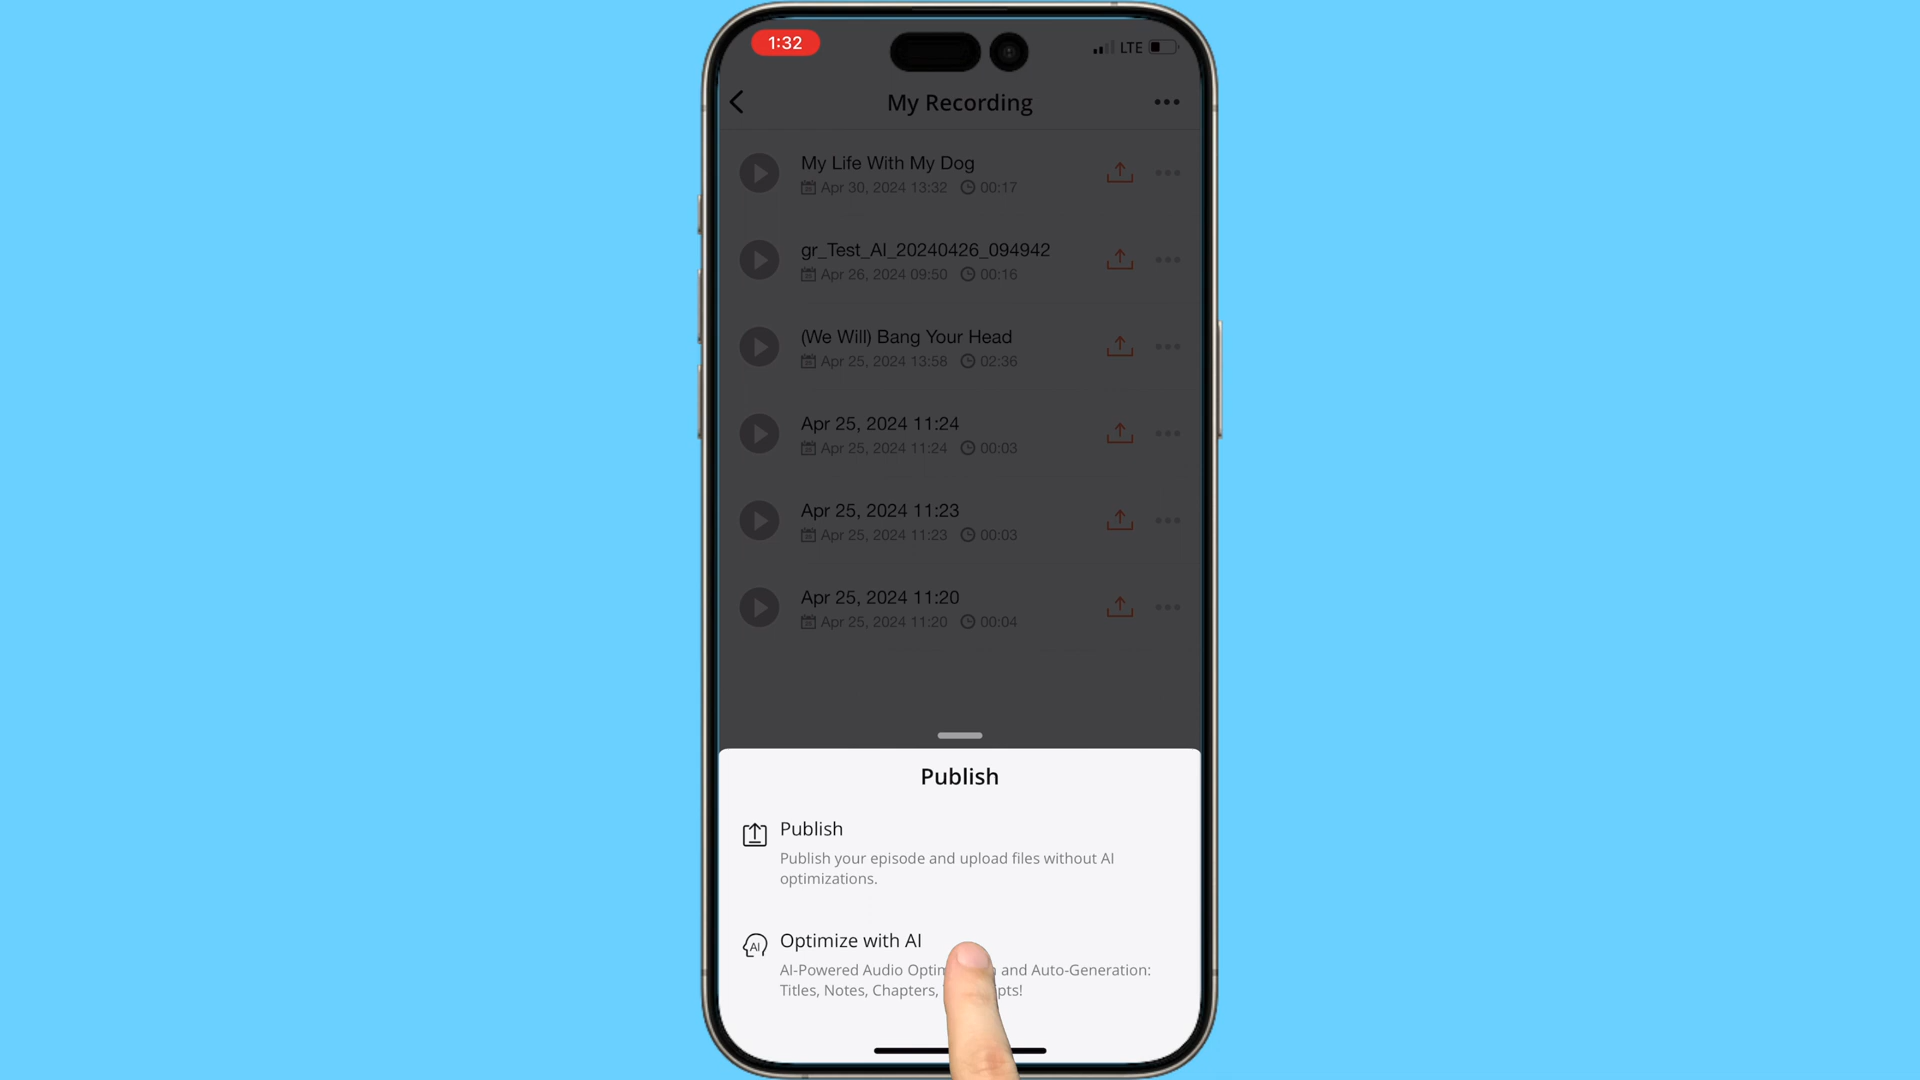 1:32
LTE
My Recording
My Life With My Dog
Apr 30, 2024 13:32 00:17
gr_Test_AI_20240426_094942
Apr 26, 2024 09:50 00:16
(We Will) Bang Your Head
Apr 25, 2024 13:58 02:36
Apr 25, 2024 11:24
Apr 25, 2024 11:24 00:03
Apr 25, 2024 11:23
Apr 25, 2024 11:23 00:03
Apr 25, 2024 11:20
Apr 25, 2024 11:20 00:04
Publish
Publish
Publish your episode and upload files without AI
optimizations.
AI
Optimize with AI
AI-Powered Audio and Auto-Generation:
Titles, Notes, Chapters,